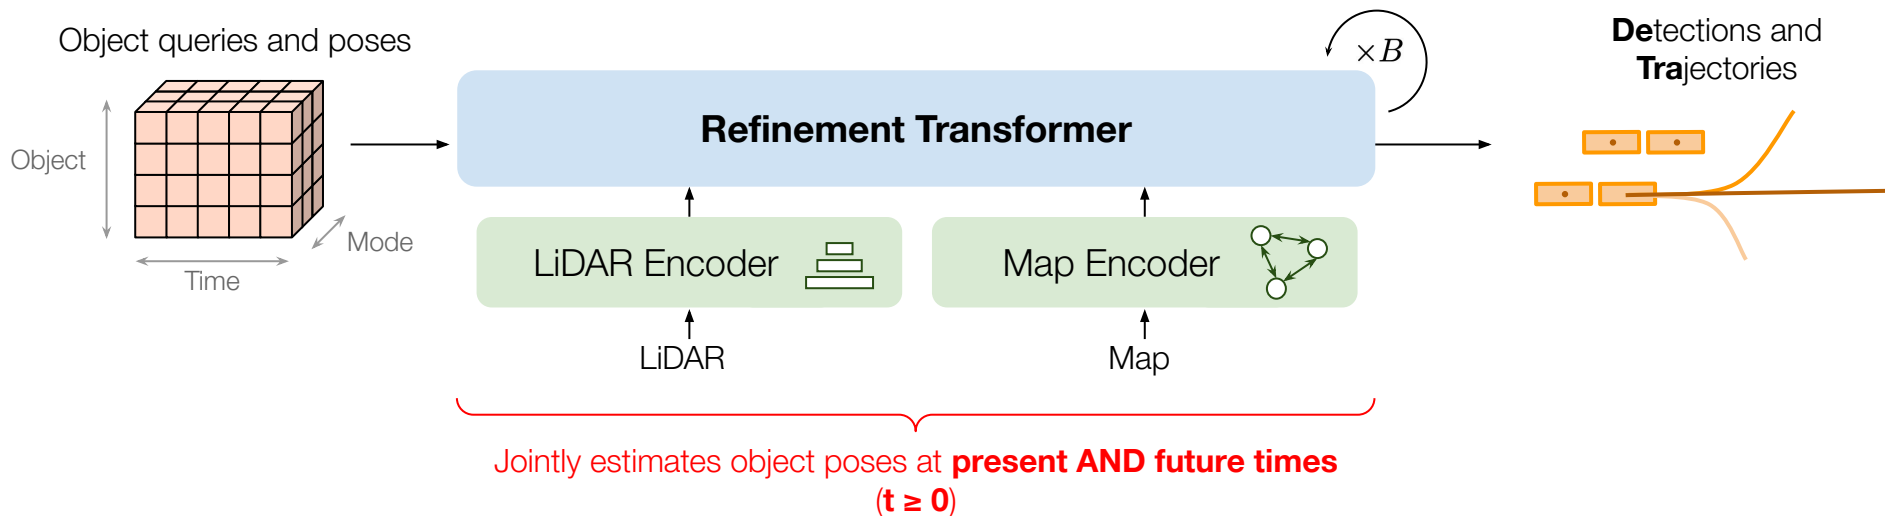 Object queries and poses
Object
Mode
Time
Refinement Transformer
×B
LiDAR Encoder
Map Encoder
LiDAR
Map
Jointly estimates object poses at present AND future times
(t ≥ 0)
Detections and
Trajectories